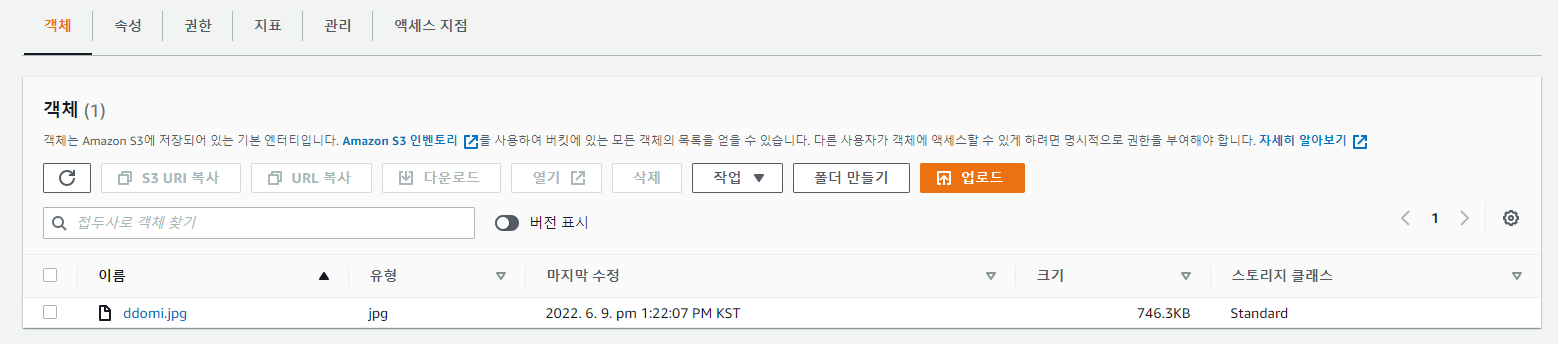 객체 속성 권한 지표 관리 액세스 지점
객체 (1)
객체는 Amazon S3에 저장되어 있는 기본 엔터티입니다. Amazon S3 인벤토리 를 사용하여 버킷에 있는 모든 객체의 목록을 얻을 수 있습니다. 다른 사용자가 객체에 액세스할 수 있게 하려면 명시적으로 권한을 부여해야 합니다. 자세히 알아보기
S3 URI 복사 URL 복사 다운로드 열기 삭제 작업 폴더 만들기 업로드
접두사로 객체 찾기 버전 표시 1
이름 유형 마지막 수정 크기 스토리지 클래스
ddomi.jpg jpg 2022. 6. 9. pm 1:22:07 PM KST 746.3KB Standard